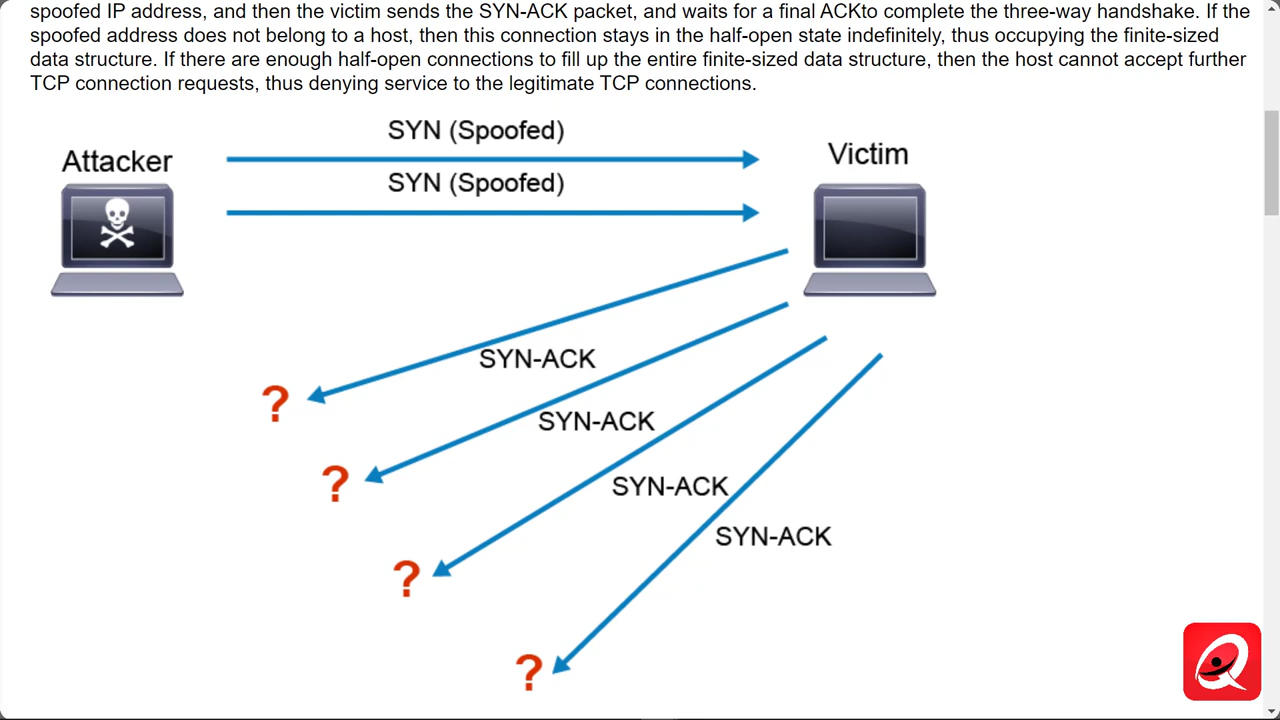 spoofed IP address, and then the victim sends the SYN-ACK packet, and waits for a final ACKto complete the three-way handshake. If the
spoofed address does not belong to a host, then this connection stays in the half-open state indefinitely, thus occupying the finite-sized
data structure. If there are enough half-open connections to fill up the entire finite-sized data structure, then the host cannot accept further
TCP connection requests, thus denying service to the legitimate TCP connections.
SYN (Spoofed)
Attacker
Victim
SYN (Spoofed)
SYN-ACK
?
SYN-ACK
?
SYN-ACK
SYN-ACK
?
?